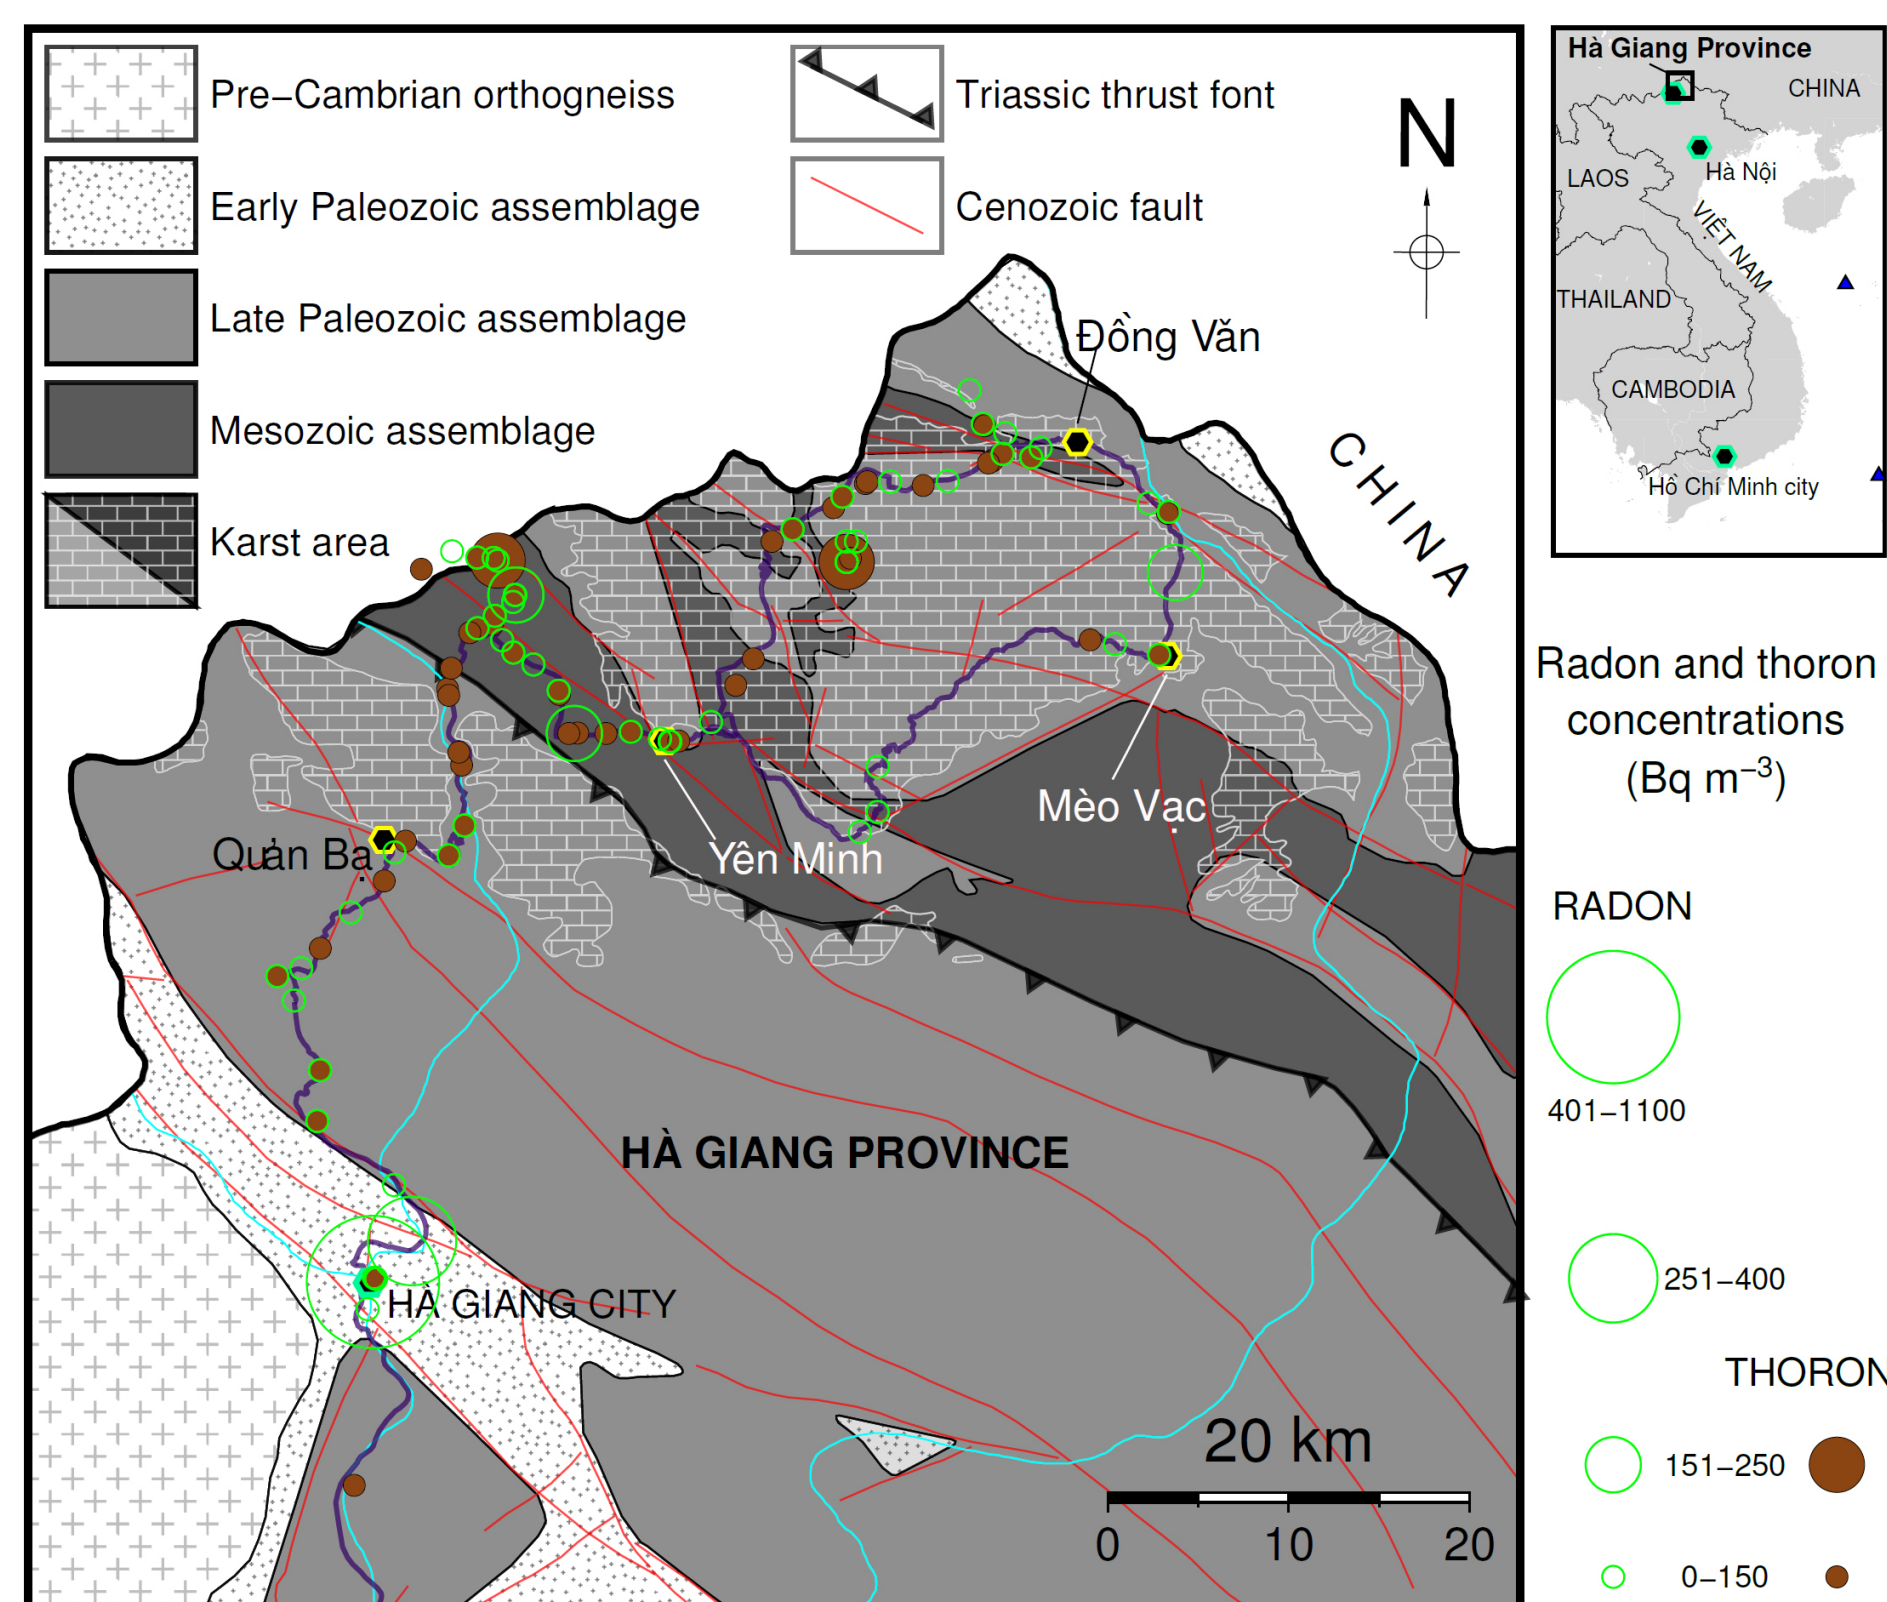 Pre−Cambrian orthogneiss
Early Paleozoic assemblage
Late Paleozoic assemblage
Mesozoic assemblage
Karst area
Triassic thrust font
Cenozoic fault
N
Đồng Văn
CHINA
Quản Bạ
Yên Minh
Mèo Vạc
HÀ GIANG PROVINCE
HÀ GIANG CITY
20 km
0 10 20
Hà Giang Province
CHINA
LAOS
Hà Nội
VIỆT NAM
THAILAND
CAMBODIA
Hồ Chí Minh city
Radon and thoron
concentrations
(Bq m⁻³)
RADON
401−1100
251−400
THORON
151−250
0−150